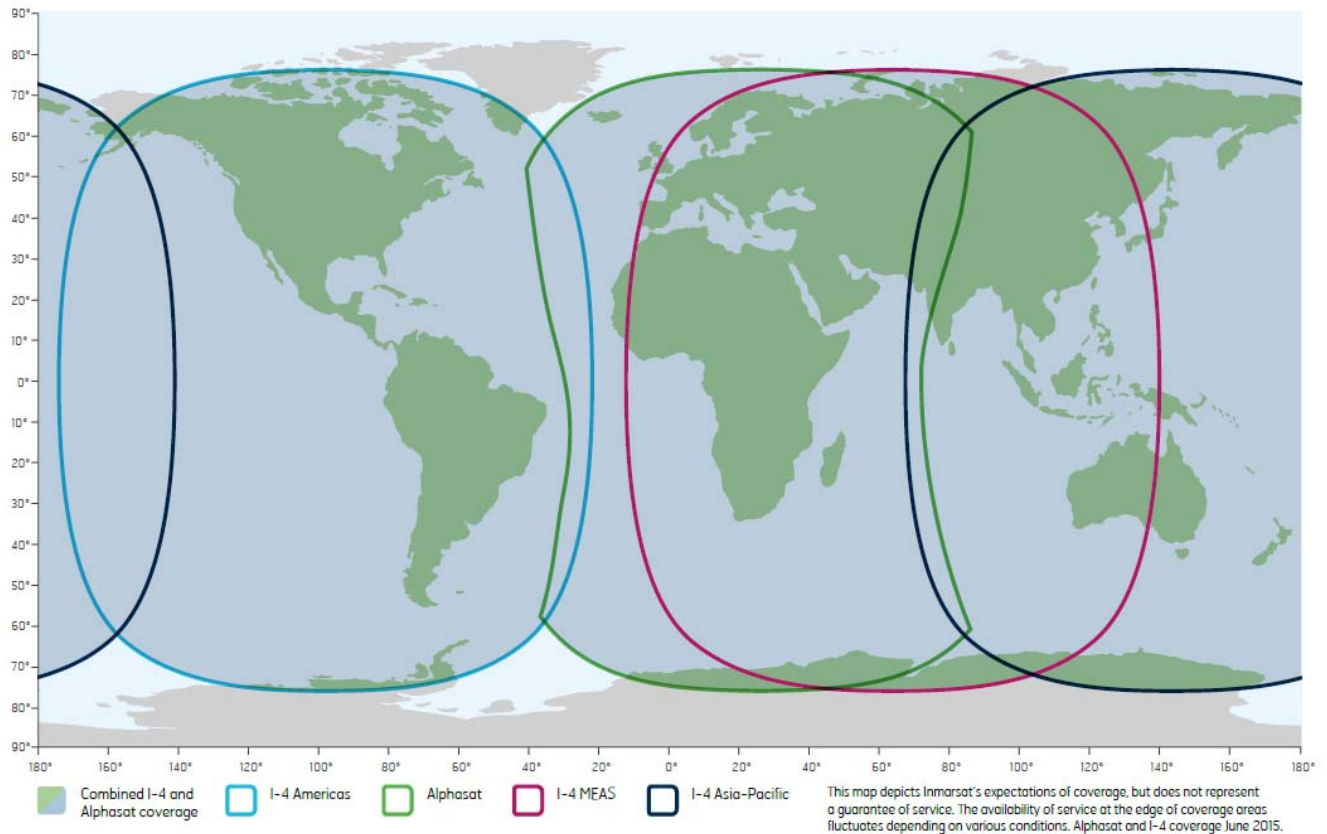 90°
80°
70°
60°
50°
40°
30°
20°
10°
0°
10°
20°
30°
40°
50°
60°
70°
80°
90°
180° 160° 140° 120° 100° 80° 60° 40° 20° 0° 20° 40° 60° 80° 100° 120° 140° 160° 180°
Combined I-4 and
Alphasat coverage
I-4 Americas
Alphasat
I-4 MEAS
I-4 Asia-Pacific
This map depicts Inmarsat's expectations of coverage, but does not represent
a guarantee of service. The availability of service at the edge of coverage areas
fluctuates depending on various conditions. Alphasat and I-4 coverage June 2015.